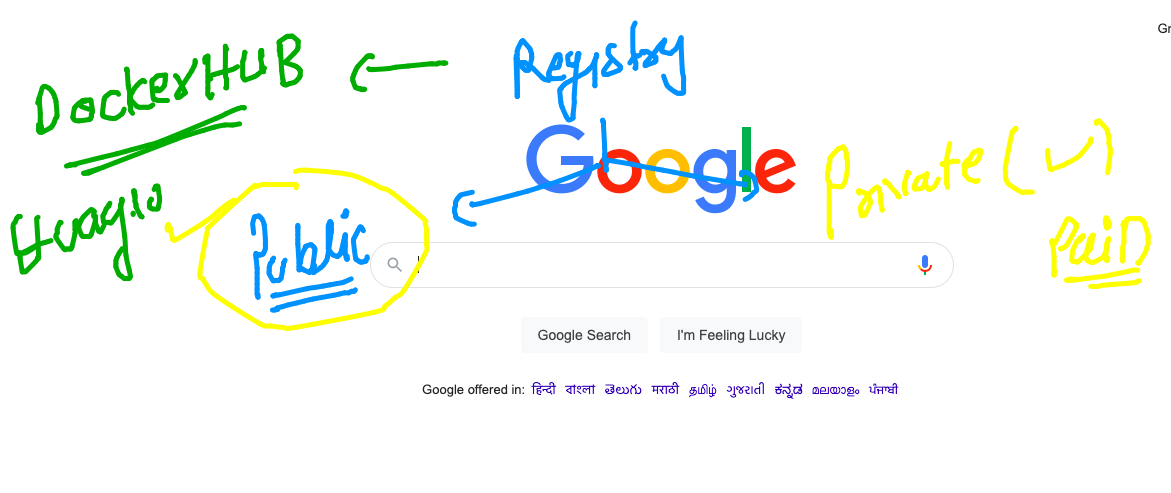 Gr
DockerHUB
Registry
Google
Private (✓)
Public
PaiD
Google Search
I'm Feeling Lucky
Google offered in: हिन्दी বাংলা తెలుగు मराठी தமிழ் ગુજરાતી ಕನ್ನಡ മലയാളം ਪੰਜਾਬੀ